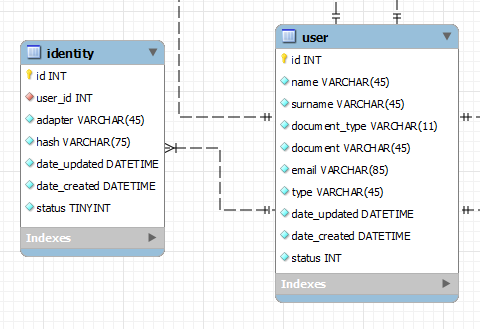 identity
id INT
user_id INT
adapter VARCHAR(45)
hash VARCHAR(75)
date_updated DATETIME
date_created DATETIME
status TINYINT
Indexes
user
id INT
name VARCHAR(45)
surname VARCHAR(45)
document_type VARCHAR(11)
document VARCHAR(45)
email VARCHAR(85)
type VARCHAR(45)
date_updated DATETIME
date_created DATETIME
status INT
Indexes